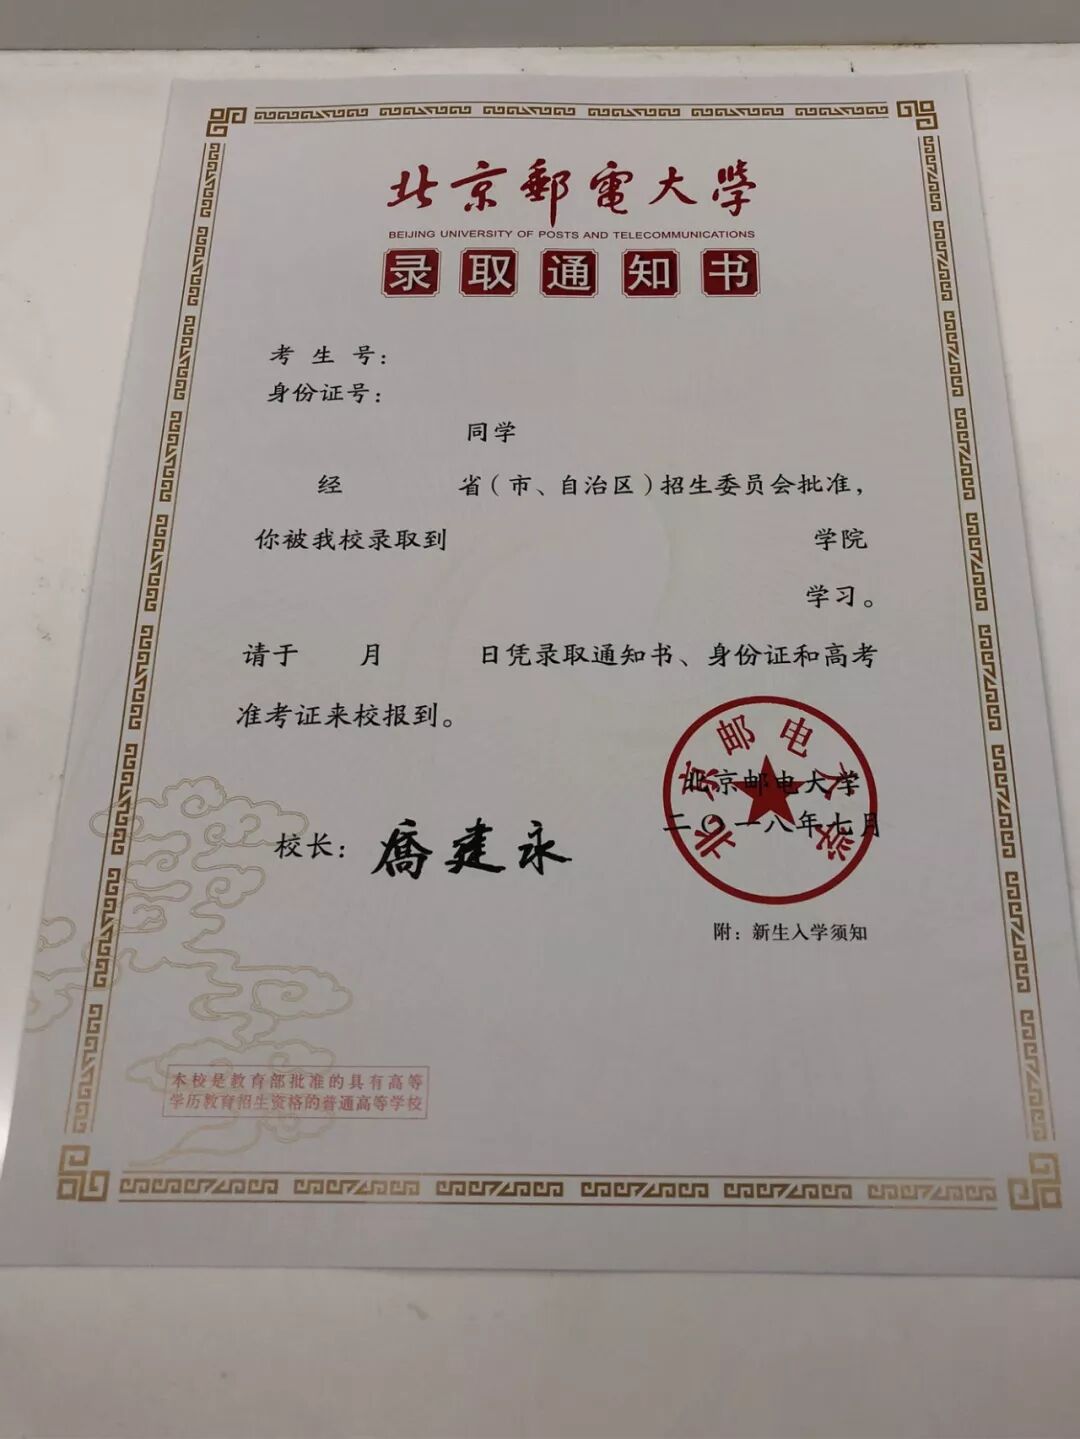 北京郵電大學
BEIJING UNIVERSITY OF POSTS AND TELECOMMUNICATIONS
录取通知书
考生号：
身份证号：
同学
经 省（市、自治区）招生委员会批准，
你被我校录取到 学院
学习。
请于 月 日凭录取通知书、身份证和高考
准考证来校报到。
北京邮电大学
北京邮电大学
二〇一八年七月
校长：喬建永
附：新生入学须知
本校是教育部批准的具有高等
学历教育招生资格的普通高等学校